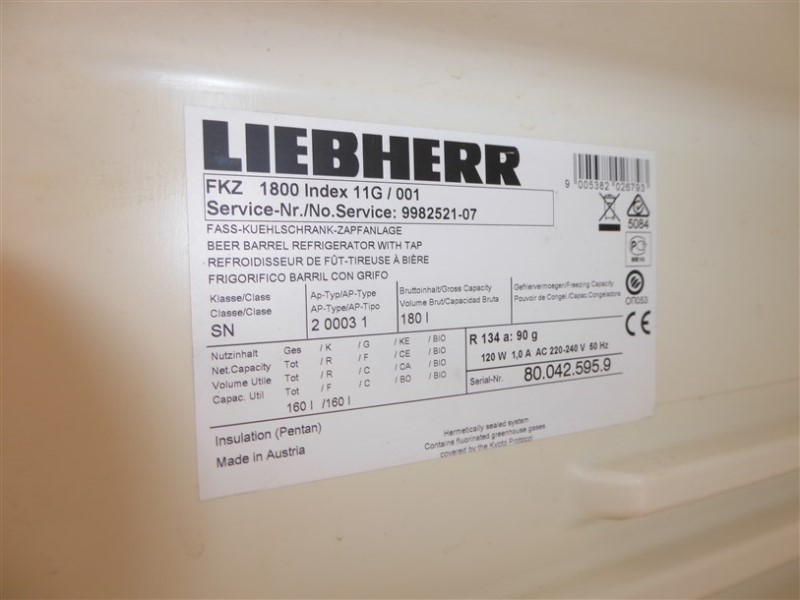 LIEBHERR
FKZ 1800 Index 11G / 001
Service-Nr./No.Service: 9982521-07
9 005382 026793
5084
FASS-KUEHLSCHRANK-ZAPFANLAGE
BEER BARREL REFRIGERATOR WITH TAP
REFROIDISSEUR DE FÛT-TIREUSE À BIÈRE
FRIGORIFICO BARRIL CON GRIFO
Klasse/Class
Classe/Clase
SN
Ap-Typ/AP-Type
AP-Type/AP-Tipo
2 0003 1
Bruttoinhalt/Gross Capacity
Volume Brut/Capacidad Bruta
180 l
Gefriervermoegen/Freezing Capacity
Pouvoir de Congel./Capac.Congeladora
ОП053
CE
Nutzinhalt Ges / K / G / KE / BIO
Net.Capacity Tot / R / F / CE / BIO
Volume Utile Tot / R / C / CA / BIO
Capac. Util Tot / F / C / BO / BIO
160 l /160 l
R 134 a: 90 g
120 W 1,0 A AC 220-240 V 50 Hz
Serial-Nr. 80.042.595.9
Insulation (Pentan)
Made in Austria
Hermetically sealed system
Contains fluorinated greenhouse gases
covered by the Kyoto Protocol